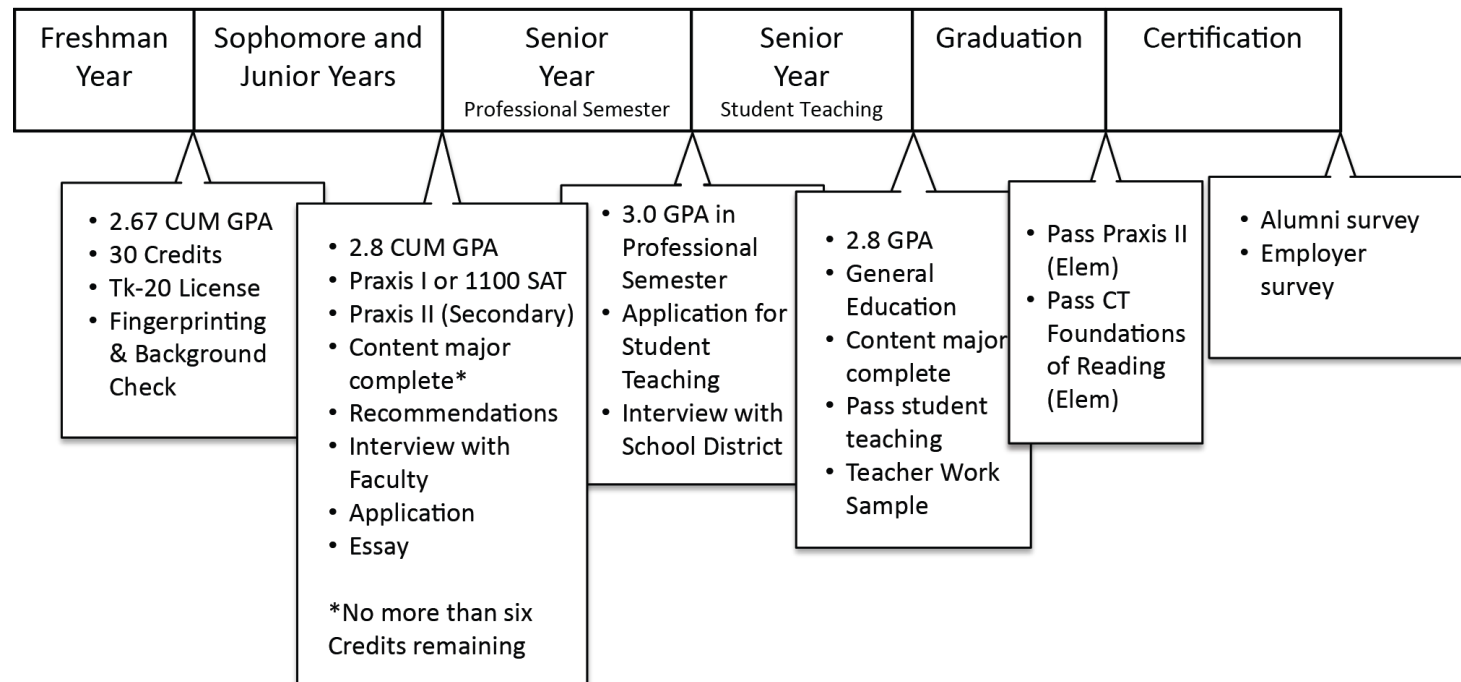 Freshman
Year
Sophomore and
Junior Years
Senior
Year
Professional Semester
Senior
Year
Student Teaching
Graduation
Certification
• 2.67 CUM GPA
• 30 Credits
• Tk-20 License
• Fingerprinting
& Background
Check
• 2.8 CUM GPA
• Praxis I or 1100 SAT
• Praxis II (Secondary)
• Content major
complete*
• Recommendations
• Interview with
Faculty
• Application
• Essay
*No more than six
Credits remaining
• 3.0 GPA in
Professional
Semester
• Application for
Student
Teaching
• Interview with
School District
• 2.8 GPA
• General
Education
• Content major
complete
• Pass student
teaching
• Teacher Work
Sample
• Pass Praxis II
(Elem)
• Pass CT
Foundations
of Reading
(Elem)
• Alumni survey
• Employer
survey